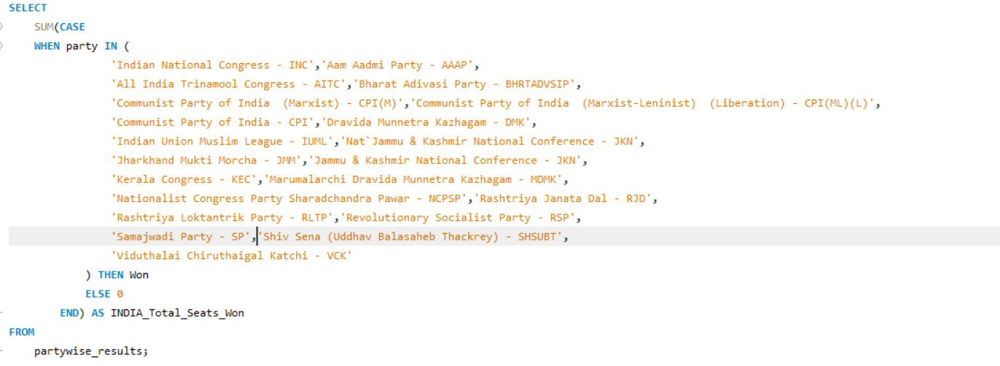 SELECT
SUM(CASE
WHEN party IN (
'Indian National Congress - INC','Aam Aadmi Party - AAAP',
'All India Trinamool Congress - AITC','Bharat Adivasi Party - BHRTADVSIP',
'Communist Party of India  (Marxist) - CPI(M)','Communist Party of India  (Marxist-Leninist)  (Liberation) - CPI(ML)(L)',
'Communist Party of India - CPI','Dravida Munnetra Kazhagam - DMK',
'Indian Union Muslim League - IUML','Nat`Jammu & Kashmir National Conference - JKN',
'Jharkhand Mukti Morcha - JMM','Jammu & Kashmir National Conference - JKN',
'Kerala Congress - KEC','Marumalarchi Dravida Munnetra Kazhagam - MDMK',
'Nationalist Congress Party Sharadchandra Pawar - NCPSP','Rashtriya Janata Dal - RJD',
'Rashtriya Loktantrik Party - RLTP','Revolutionary Socialist Party - RSP',
'Samajwadi Party - SP','Shiv Sena (Uddhav Balasaheb Thackrey) - SHSUBT',
'Viduthalai Chiruthaigal Katchi - VCK'
) THEN Won
ELSE 0
END) AS INDIA_Total_Seats_Won
FROM
partywise_results;